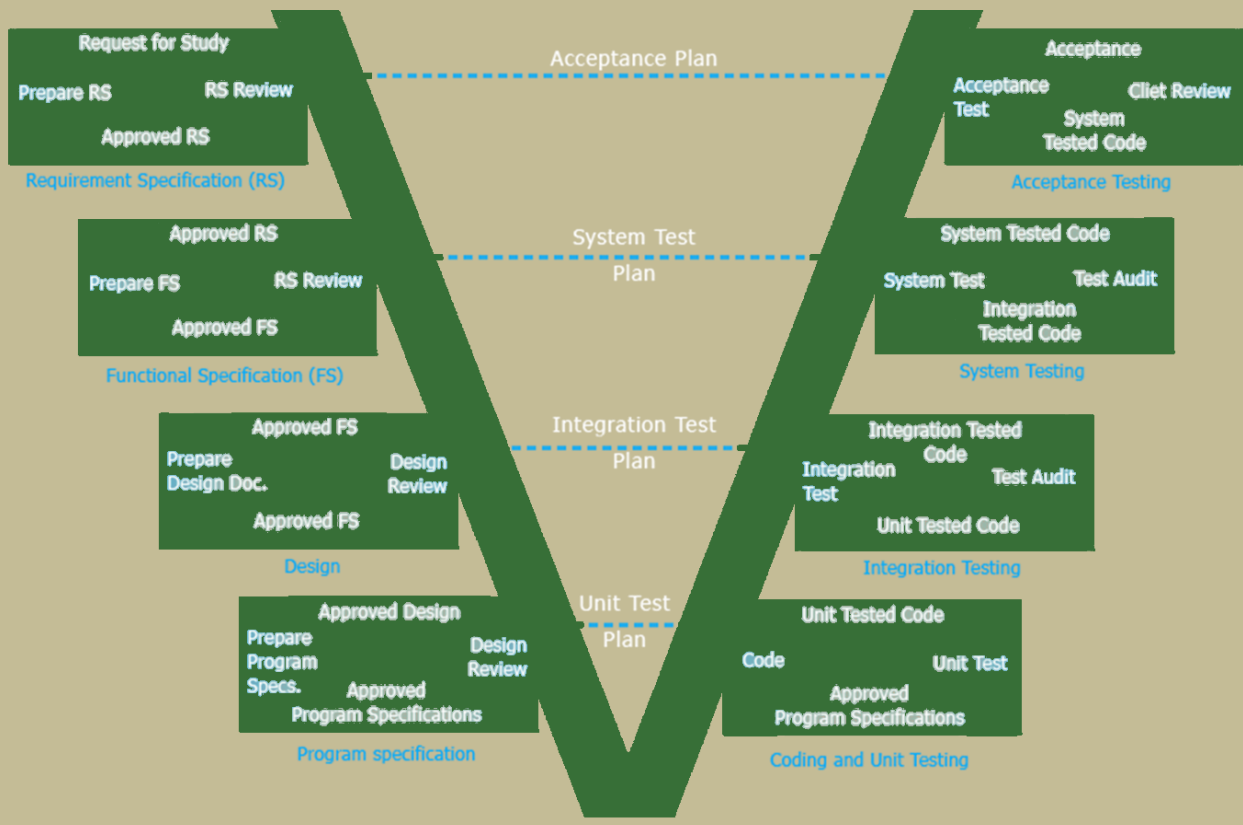 Request for Study
Prepare RS
RS Review
Approved RS
Requirement Specification (RS)
Acceptance Plan
Acceptance
Acceptance
Test
Cliet Review
System
Tested Code
Acceptance Testing
Approved RS
Prepare FS
RS Review
Approved FS
Functional Specification (FS)
System Test
Plan
System Tested Code
System Test
Test Audit
Integration
Tested Code
System Testing
Approved FS
Prepare
Design Doc.
Design
Review
Approved FS
Design
Integration Test
Plan
Integration Tested
Code
Integration
Test
Test Audit
Unit Tested Code
Integration Testing
Approved Design
Prepare
Program
Specs.
Design
Review
Approved
Program Specifications
Program specification
Unit Test
Plan
Unit Tested Code
Code
Unit Test
Approved
Program Specifications
Coding and Unit Testing